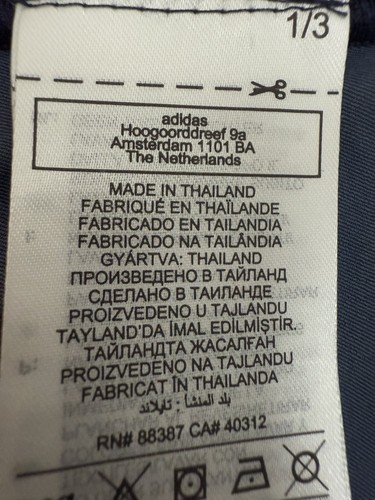 1/3
adidas
Hoogoorddreef 9a
Amsterdam 1101 BA
The Netherlands
MADE IN THAILAND
FABRIQUÉ EN THAÏLANDE
FABRICADO EN TAILANDIA
FABRICADO NA TAILÂNDIA
GYÁRTVA: THAILAND
ПРОИЗВЕДЕНО В ТАЙЛАНД
СДЕЛАНО В ТАИЛАНДЕ
PROIZVEDENO U TAJLANDU
TAYLAND'DA İMAL EDİLMİŞTİR.
ТАЙЛАНДТА ЖАСАЛҒАН
PROIZVEDENO NA TAJLANDU
FABRICAT ÎN THAILANDA
بلد المنشأ : تايلاند
RN# 88387 CA# 40312